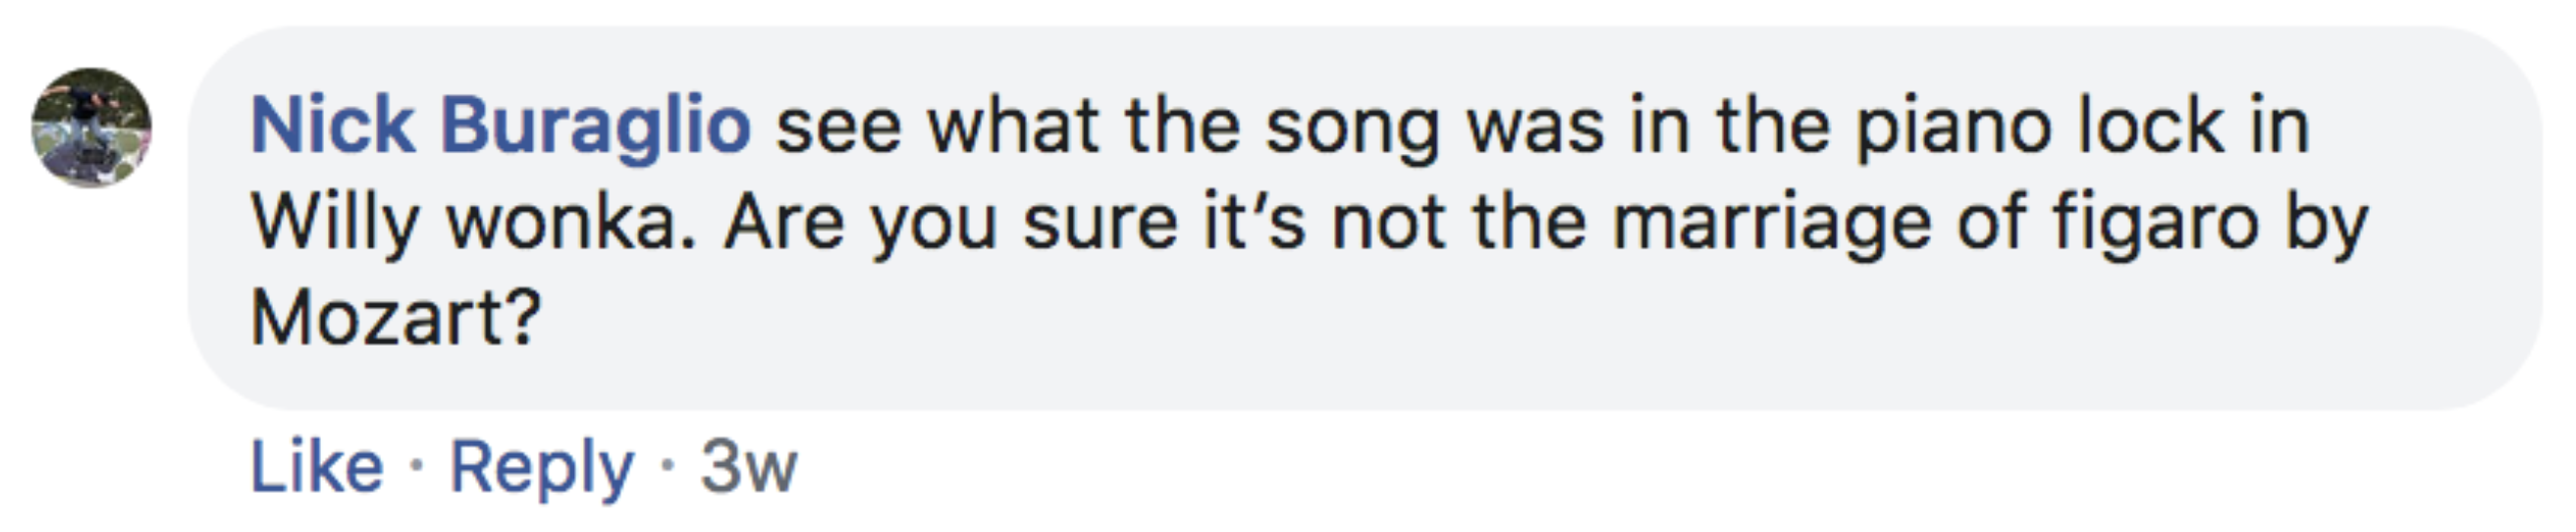 Nick Buraglio see what the song was in the piano lock in
Willy wonka. Are you sure it’s not the marriage of figaro by
Mozart?
Like · Reply · 3w